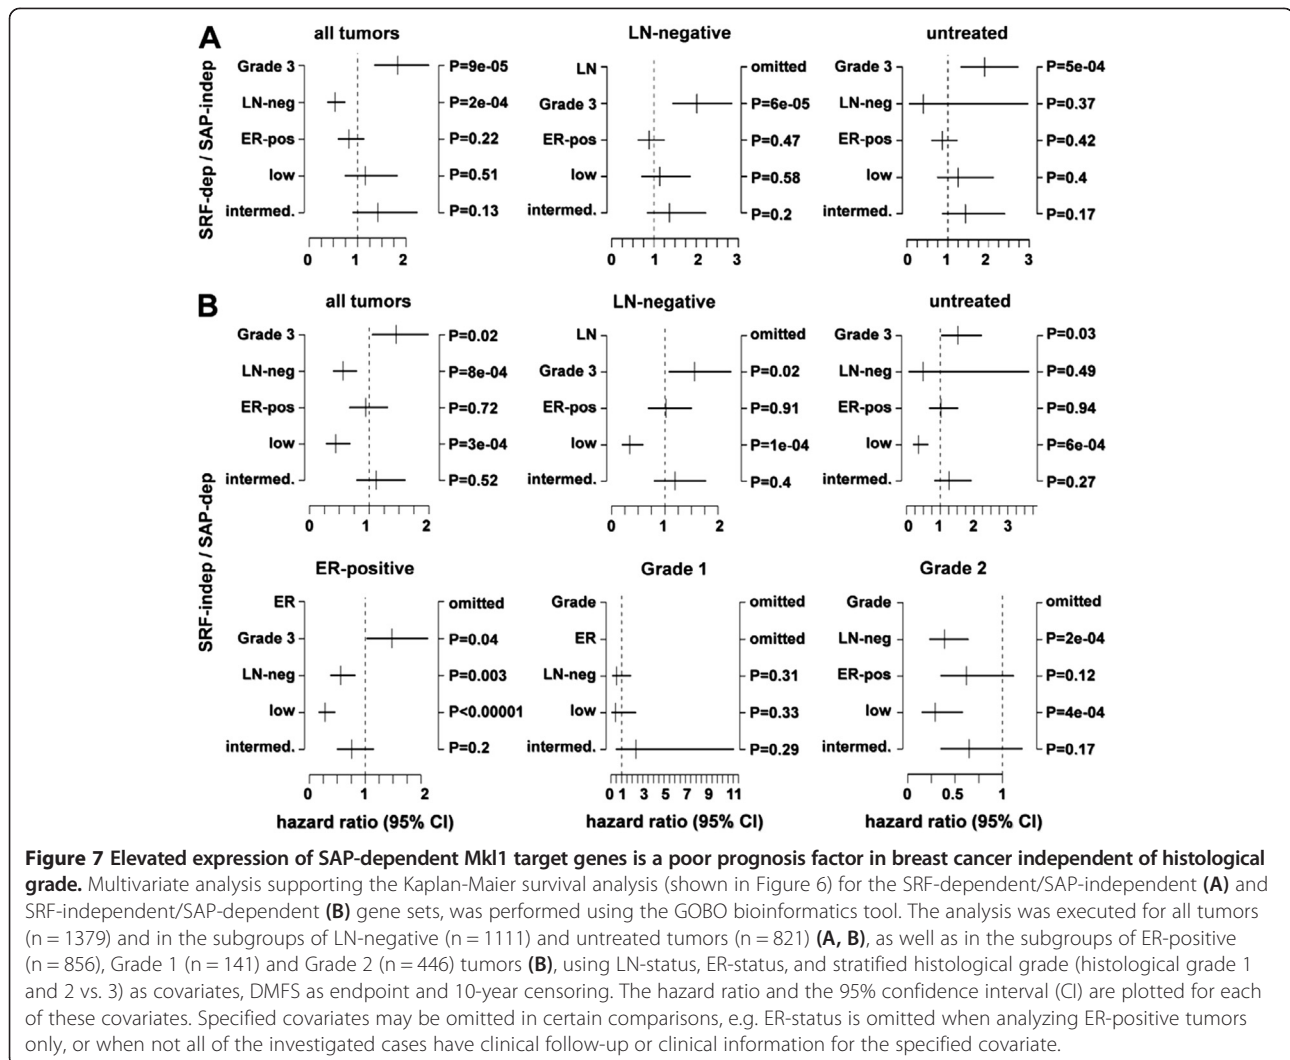 A
all tumors
LN-negative
untreated
SRF-dep / SAP-indep
Grade 3 P=9e-05
LN-neg P=2e-04
ER-pos P=0.22
low P=0.51
intermed. P=0.13
0 1 2
LN omitted
Grade 3 P=6e-05
ER-pos P=0.47
low P=0.58
intermed. P=0.2
0 1 2 3
Grade 3 P=5e-04
LN-neg P=0.37
ER-pos P=0.42
low P=0.4
intermed. P=0.17
0 1 2 3
B
all tumors
LN-negative
untreated
SRF-indep / SAP-dep
Grade 3 P=0.02
LN-neg P=8e-04
ER-pos P=0.72
low P=3e-04
intermed. P=0.52
0 1 2
LN omitted
Grade 3 P=0.02
ER-pos P=0.91
low P=1e-04
intermed. P=0.4
0 1 2
Grade 3 P=0.03
LN-neg P=0.49
ER-pos P=0.94
low P=6e-04
intermed. P=0.27
0 1 2 3
ER-positive
Grade 1
Grade 2
ER omitted
Grade 3 P=0.04
LN-neg P=0.003
low P<0.00001
intermed. P=0.2
0 1 2
hazard ratio (95% CI)
Grade omitted
ER omitted
LN-neg P=0.31
low P=0.33
intermed. P=0.29
0 1 3 5 7 9 11
hazard ratio (95% CI)
Grade omitted
LN-neg P=2e-04
ER-pos P=0.12
low P=4e-04
intermed. P=0.17
0 0.5 1
hazard ratio (95% CI)
Figure 7 Elevated expression of SAP-dependent Mkl1 target genes is a poor prognosis factor in breast cancer independent of histological
grade. Multivariate analysis supporting the Kaplan-Maier survival analysis (shown in Figure 6) for the SRF-dependent/SAP-independent (A) and
SRF-independent/SAP-dependent (B) gene sets, was performed using the GOBO bioinformatics tool. The analysis was executed for all tumors
(n = 1379) and in the subgroups of LN-negative (n = 1111) and untreated tumors (n = 821) (A, B), as well as in the subgroups of ER-positive
(n = 856), Grade 1 (n = 141) and Grade 2 (n = 446) tumors (B), using LN-status, ER-status, and stratified histological grade (histological grade 1
and 2 vs. 3) as covariates, DMFS as endpoint and 10-year censoring. The hazard ratio and the 95% confidence interval (CI) are plotted for each
of these covariates. Specified covariates may be omitted in certain comparisons, e.g. ER-status is omitted when analyzing ER-positive tumors
only, or when not all of the investigated cases have clinical follow-up or clinical information for the specified covariate.